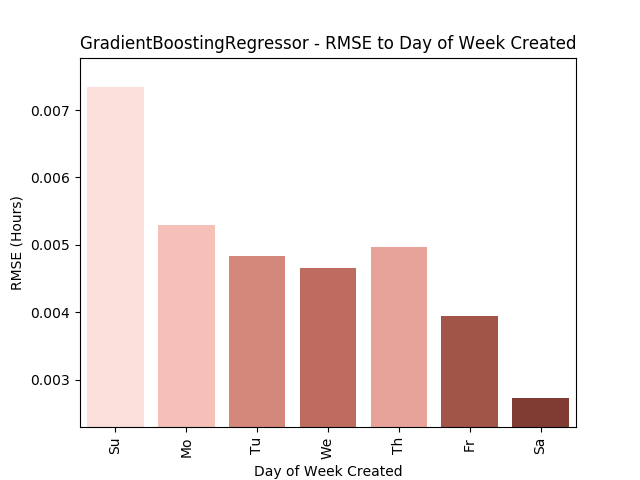 GradientBoostingRegressor - RMSE to Day of Week Created
RMSE (Hours)
0.007
0.006
0.005
0.004
0.003
Su Mo Tu We Th Fr Sa
Day of Week Created